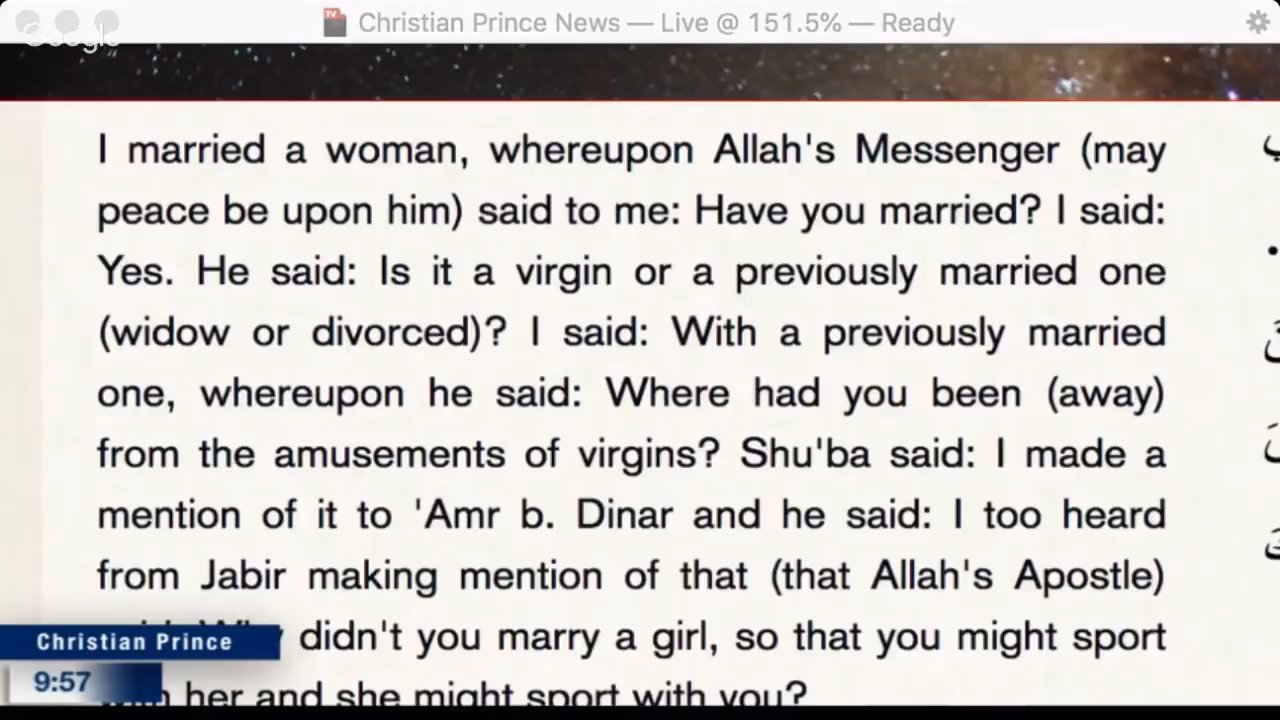 Christian Prince News — Live @ 151.5% — Ready
TV
Google
I married a woman, whereupon Allah's Messenger (may
peace be upon him) said to me: Have you married? I said:
Yes. He said: Is it a virgin or a previously married one
(widow or divorced)? I said: With a previously married
one, whereupon he said: Where had you been (away)
from the amusements of virgins? Shu'ba said: I made a
mention of it to 'Amr b. Dinar and he said: I too heard
from Jabir making mention of that (that Allah's Apostle)
didn't you marry a girl, so that you might sport
her and she might sport with you?
Christian Prince
9:57